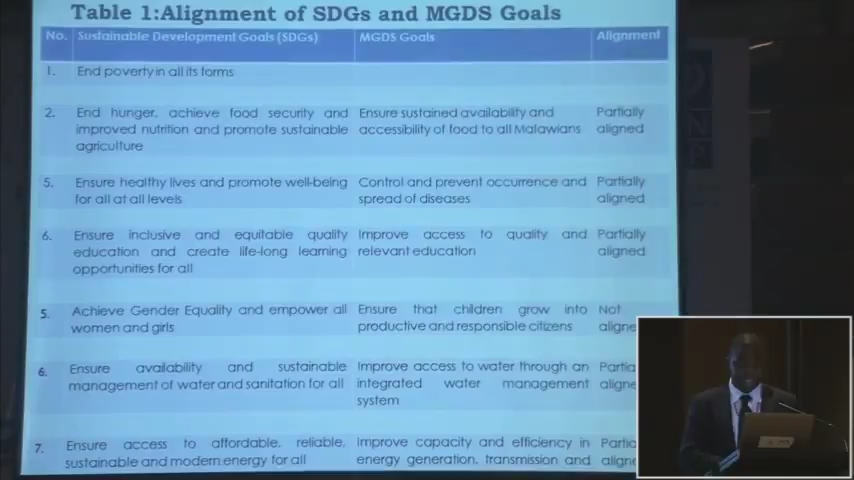 Table 1:Alignment of SDGs and MGDS Goals
No. Sustainable Development Goals (SDGs) MGDS Goals Alignment
1. End poverty in all its forms
2. End hunger, achieve food security and Ensure sustained availability and Partially
improved nutrition and promote sustainable accessibility of food to all Malawians aligned
agriculture
5. Ensure healthy lives and promote well-being Control and prevent occurrence and Partially
for all at all levels spread of diseases aligned
6. Ensure inclusive and equitable quality Improve access to quality and Partially
education and create life-long learning relevant education aligned
opportunities for all
5. Achieve Gender Equality and empower all Ensure that children grow into Not
women and girls productive and responsible citizens aligne
6. Ensure availability and sustainable Improve access to water through an Partia
management of water and sanitation for all integrated water management aligne
system
7. Ensure access to affordable, reliable, Improve capacity and efficiency in Partia
sustainable and modern energy for all energy generation, transmission and aligne